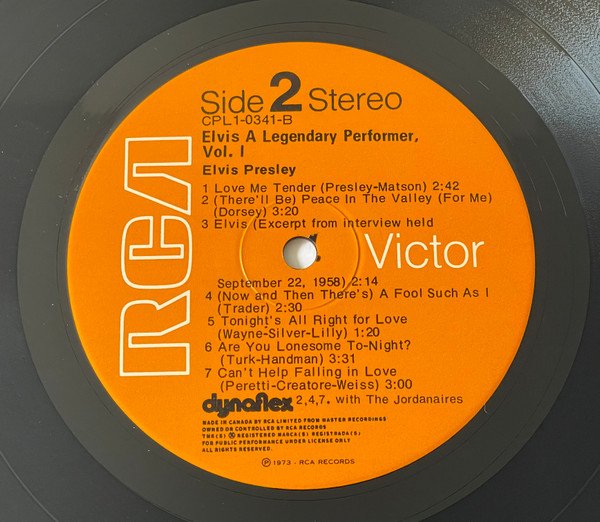 RCA
Victor
Side 2 Stereo
CPL1-0341-B
Elvis A Legendary Performer,
Vol. I
Elvis Presley
1 Love Me Tender (Presley-Matson) 2:42
2 (There'll Be) Peace In The Valley (For Me)
(Dorsey) 3:20
3 Elvis (Excerpt from interview held
September 22, 1958) 2:14
4 (Now and Then There's) A Fool Such As I
(Trader) 2:30
5 Tonight's All Right for Love
(Wayne-Silver-Lilly) 1:20
6 Are You Lonesome To-Night?
(Turk-Handman) 3:31
7 Can't Help Falling in Love
(Peretti-Creatore-Weiss) 3:00
dynaflex 2,4,7. with The Jordanaires
MADE IN CANADA BY RCA LIMITED FROM MASTER RECORDINGS
OWNED OR CONTROLLED BY RCA RECORDS
TMK(S) ® REGISTERED MARCA(S) REGISTRADA(S)
FOR PUBLIC PERFORMANCE UNDER LICENSE ONLY
ALL RIGHTS RESERVED.
℗ 1973 - RCA RECORDS